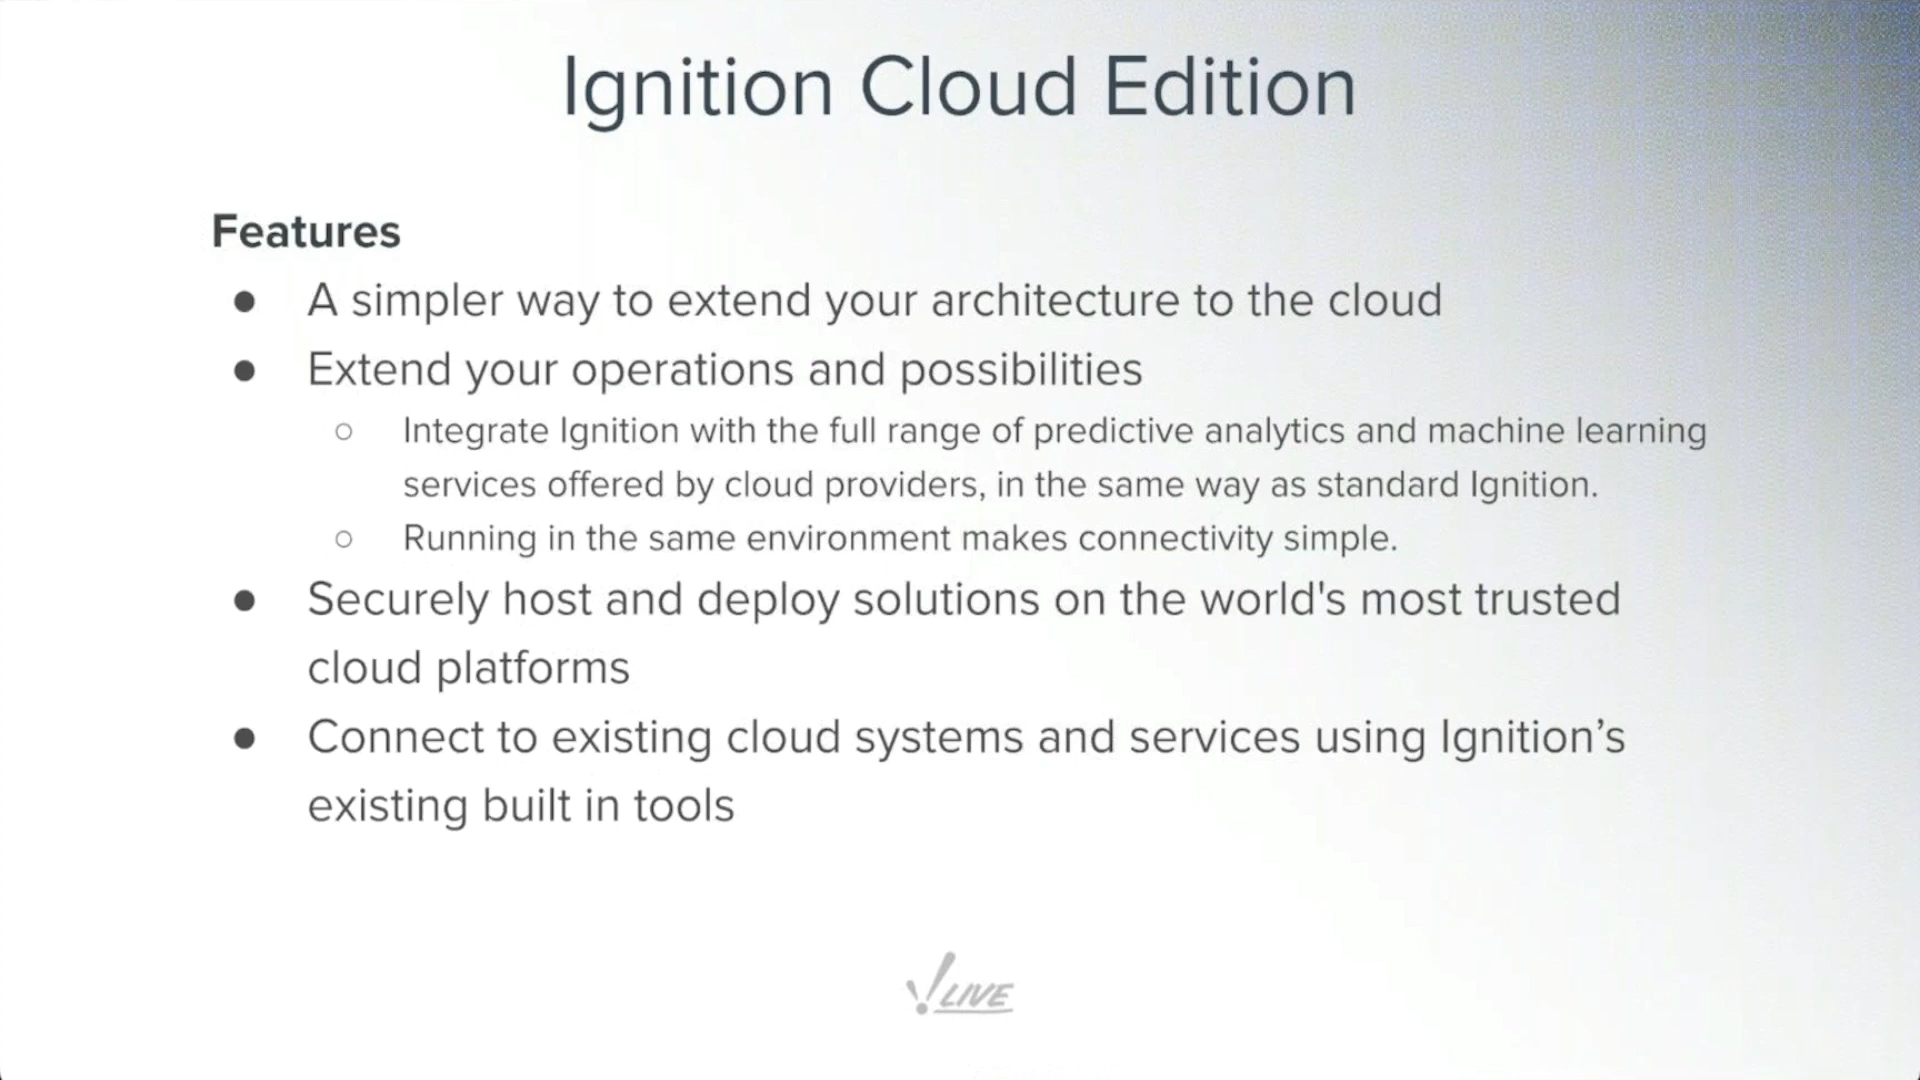 Ignition Cloud Edition
Features
● A simpler way to extend your architecture to the cloud
● Extend your operations and possibilities
○ Integrate Ignition with the full range of predictive analytics and machine learning
services offered by cloud providers, in the same way as standard Ignition.
○ Running in the same environment makes connectivity simple.
● Securely host and deploy solutions on the world's most trusted
cloud platforms
● Connect to existing cloud systems and services using Ignition’s
existing built in tools
LIVE